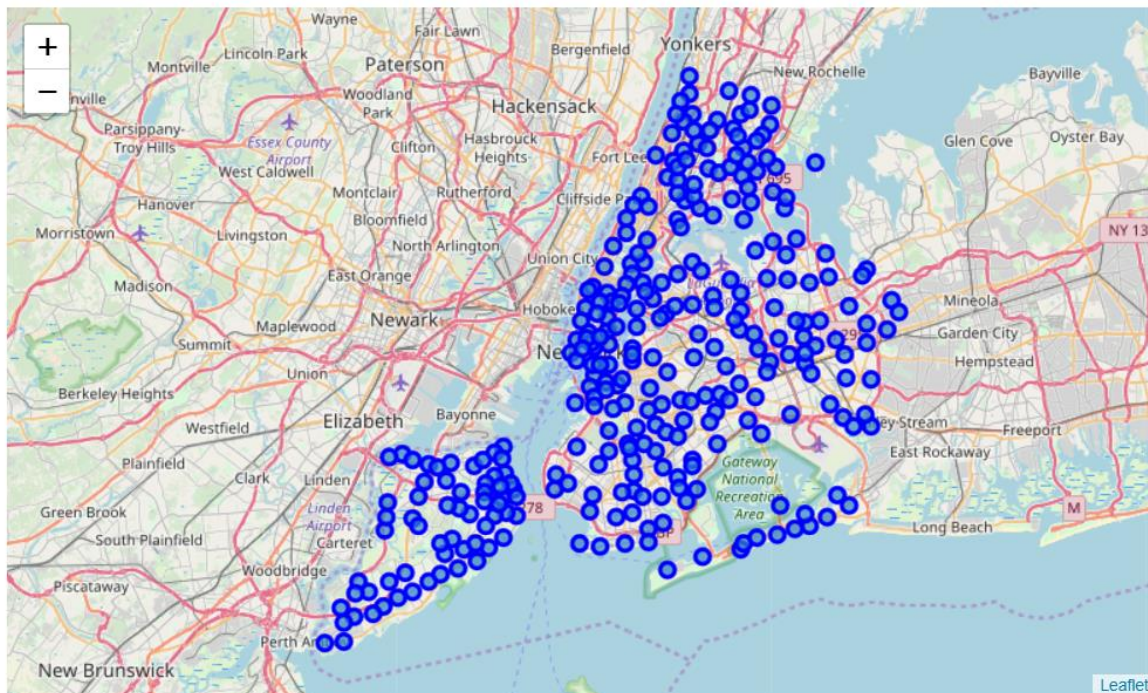 +
−
Wayne
Fair Lawn
Yonkers
Lincoln Park
Bergenfield
New Rochelle
Montville
Paterson
Bayville
Woodland
Park
Hackensack
Parsippany-
Troy Hills
Essex County
Airport
Clifton
Hasbrouck
Heights
Fort Lee
Glen Cove
Oyster Bay
West Caldwell
695
Montclair
Rutherford
Cliffside
Hanover
Bloomfield
Morristown
Livingston
North Arlington
NY 13
Union City
East Orange
Madison
Hoboke
Mineola
Maplewood
Newark
Garden City
Summit
Hempstead
Union
Berkeley Heights
Elizabeth
Bayonne
Westfield
ey-Stream
Freeport
Plainfield
Linden
East Rockaway
Clark
Gateway
National
Recreation
Area
Green Brook
Linden
Airport
278
M
Long Beach
South Plainfield
Carteret
Woodbridge
Piscataway
Perth Am
New Brunswick
Leaflet